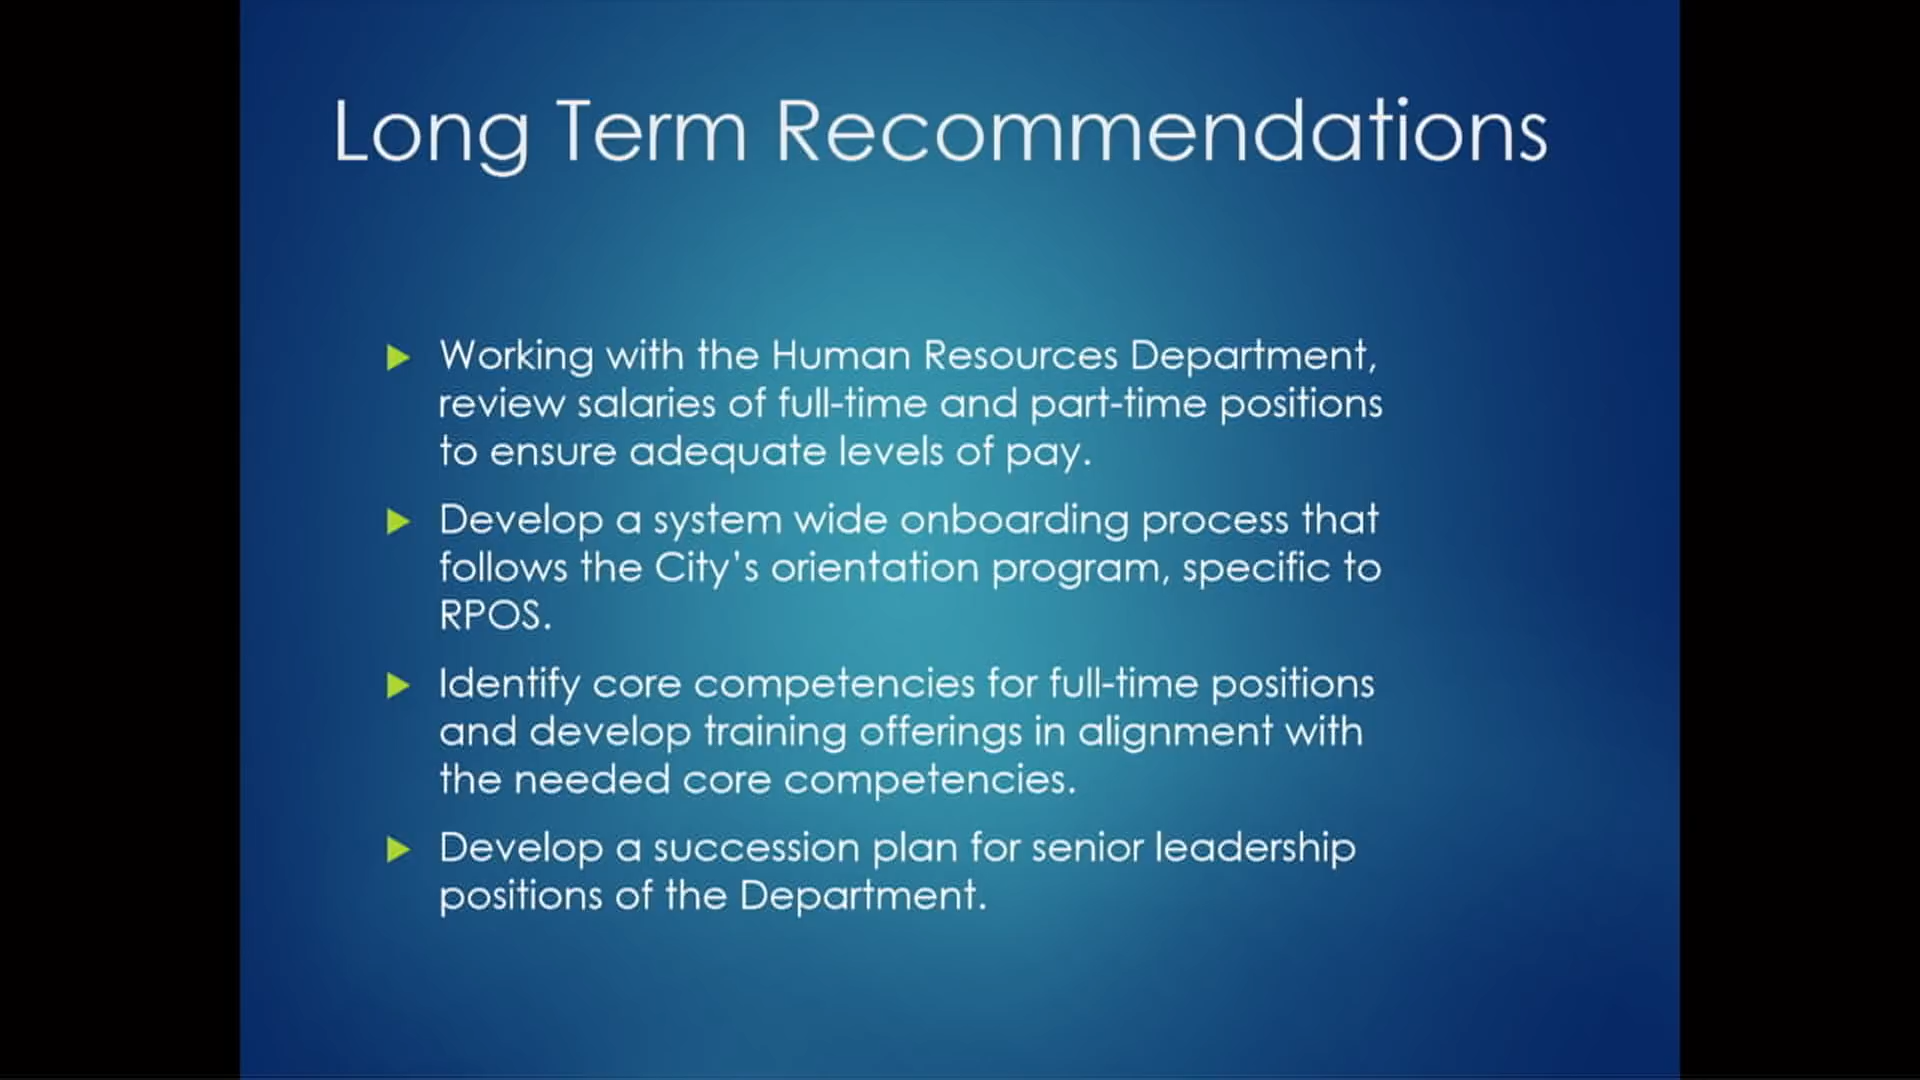 Long Term Recommendations
Working with the Human Resources Department,
review salaries of full-time and part-time positions
to ensure adequate levels of pay.
Develop a system wide onboarding process that
follows the City's orientation program, specific to
RPOS.
Identify core competencies for full-time positions
and develop training offerings in alignment with
the needed core competencies.
Develop a succession plan for senior leadership
positions of the Department.